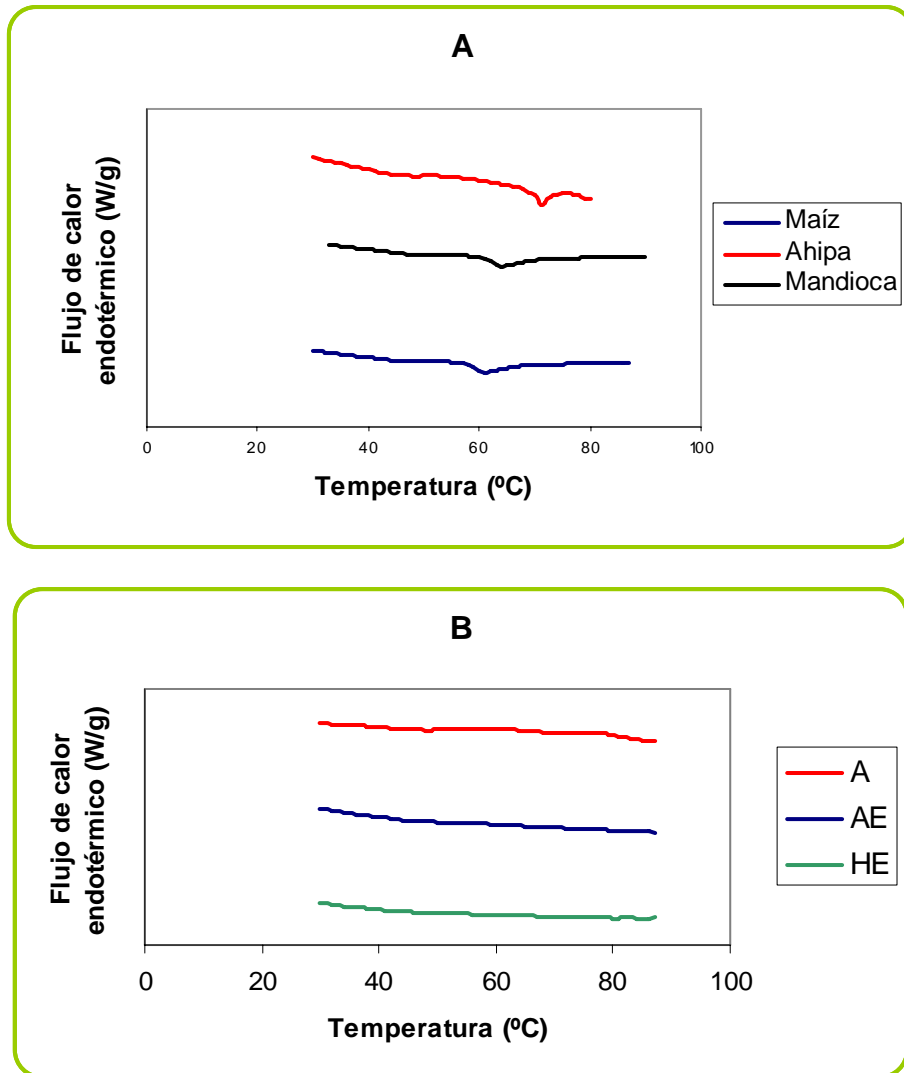 A
Flujo de calor
endotérmico (W/g)
Maíz
Ahipa
Mandioca
0 20 40 60 80 100
Temperatura (ºC)
B
Flujo de calor
endotérmico (W/g)
A
AE
HE
0 20 40 60 80 100
Temperatura (ºC)